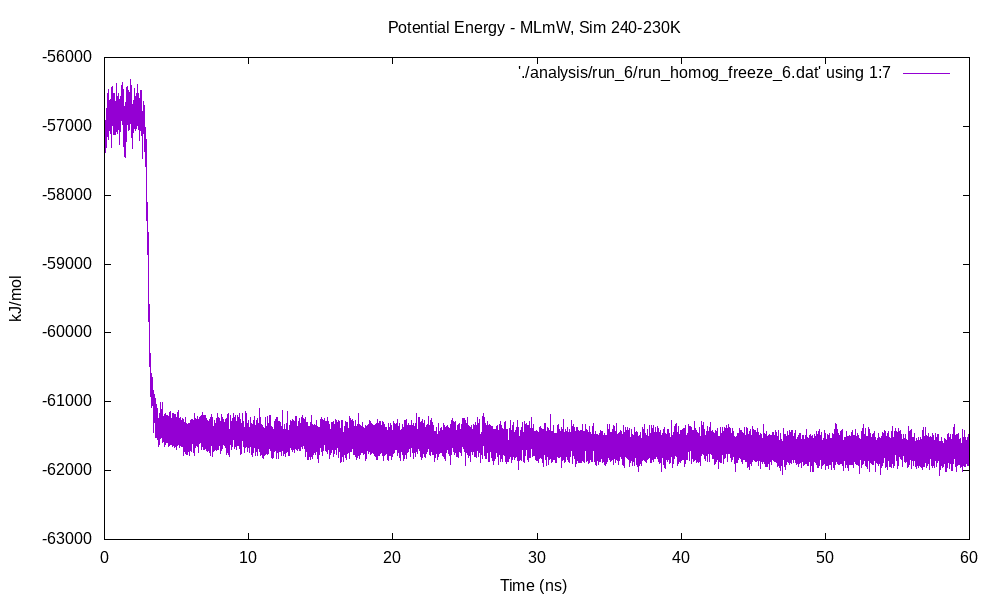 Potential Energy - MLmW, Sim 240-230K
'./analysis/run_6/run_homog_freeze_6.dat' using 1:7
-56000
-57000
-58000
-59000
-60000
-61000
-62000
-63000
kJ/mol
0 10 20 30 40 50 60
Time (ns)